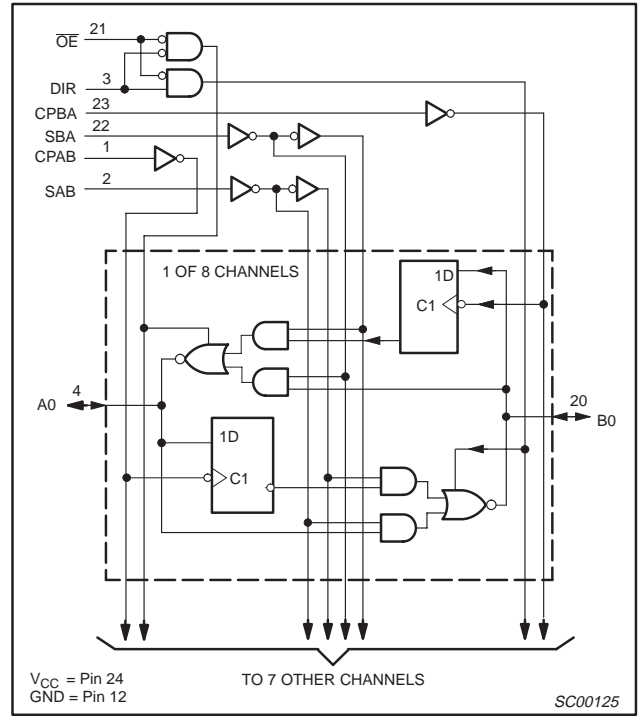 OE 21
DIR 3
CPBA 23
SBA 22
CPAB 1
SAB 2
1 OF 8 CHANNELS
1D
C1
4
A0
20
B0
1D
C1
VCC = Pin 24
GND = Pin 12
TO 7 OTHER CHANNELS
SC00125